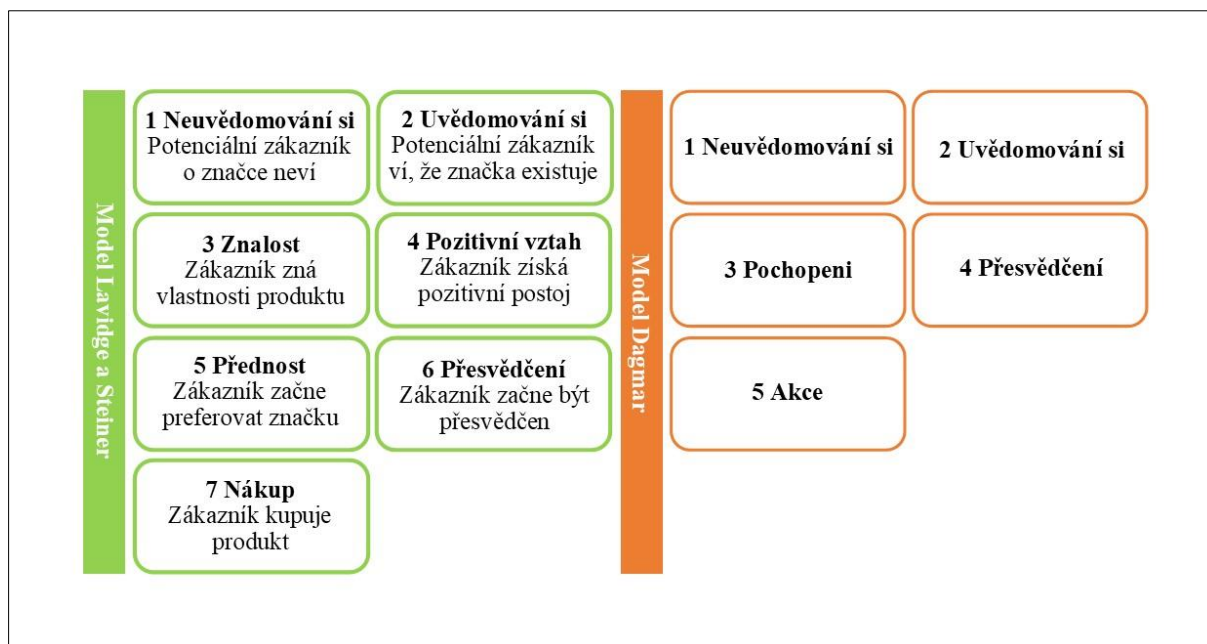 Model Lavidge a Steiner
1 Neuvědomování si
Potenciální zákazník
o značce neví
2 Uvědomování si
Potenciální zákazník
ví, že značka existuje
3 Znalost
Zákazník zná
vlastnosti produktu
4 Pozitivní vztah
Zákazník získá
pozitivní postoj
5 Přednost
Zákazník začne
preferovat značku
6 Přesvědčení
Zákazník začne být
přesvědčen
7 Nákup
Zákazník kupuje
produkt
Model Dagmar
1 Neuvědomování si
2 Uvědomování si
3 Pochopeni
4 Přesvědčení
5 Akce